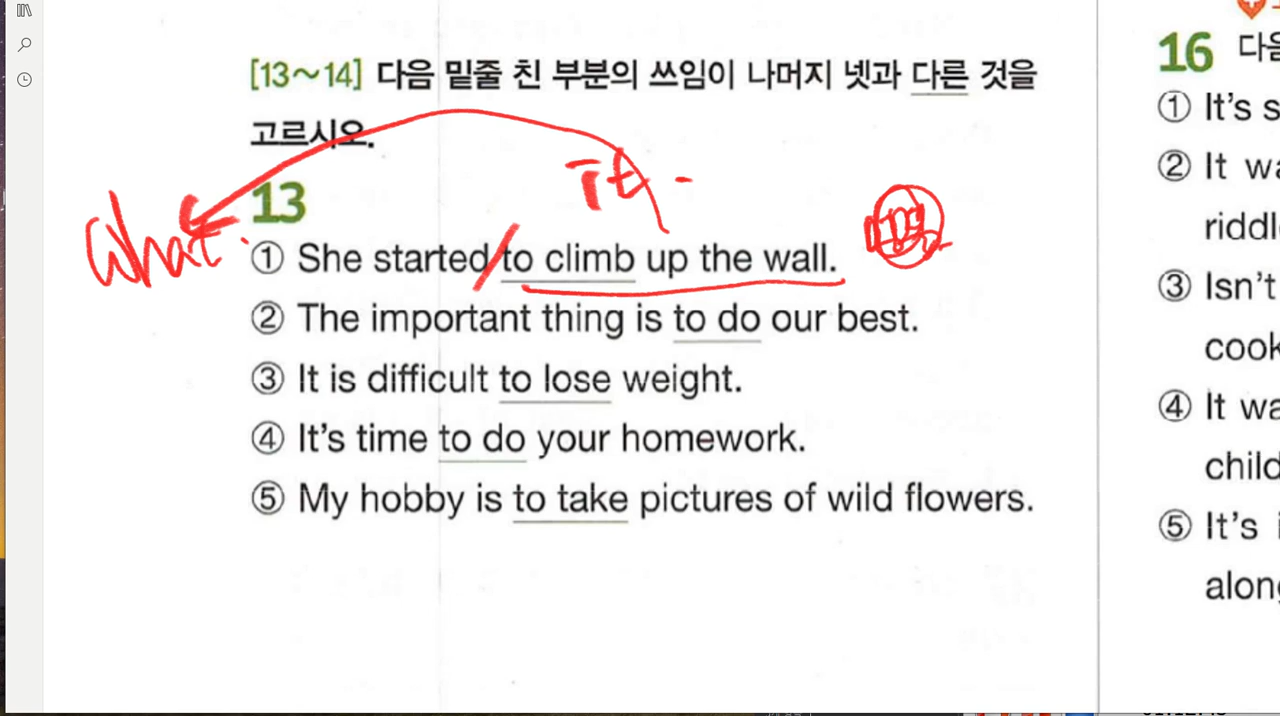 [13~14] 다음 밑줄 친 부분의 쓰임이 나머지 넷과 다른 것을
고르시오.
It
What
13
① She started to climb up the wall.
② The important thing is to do our best.
③ It is difficult to lose weight.
④ It's time to do your homework.
⑤ My hobby is to take pictures of wild flowers.
16 다음
① It's s
② It wa
riddle
③ Isn't
cook
④ It wa
child
⑤ It's i
along